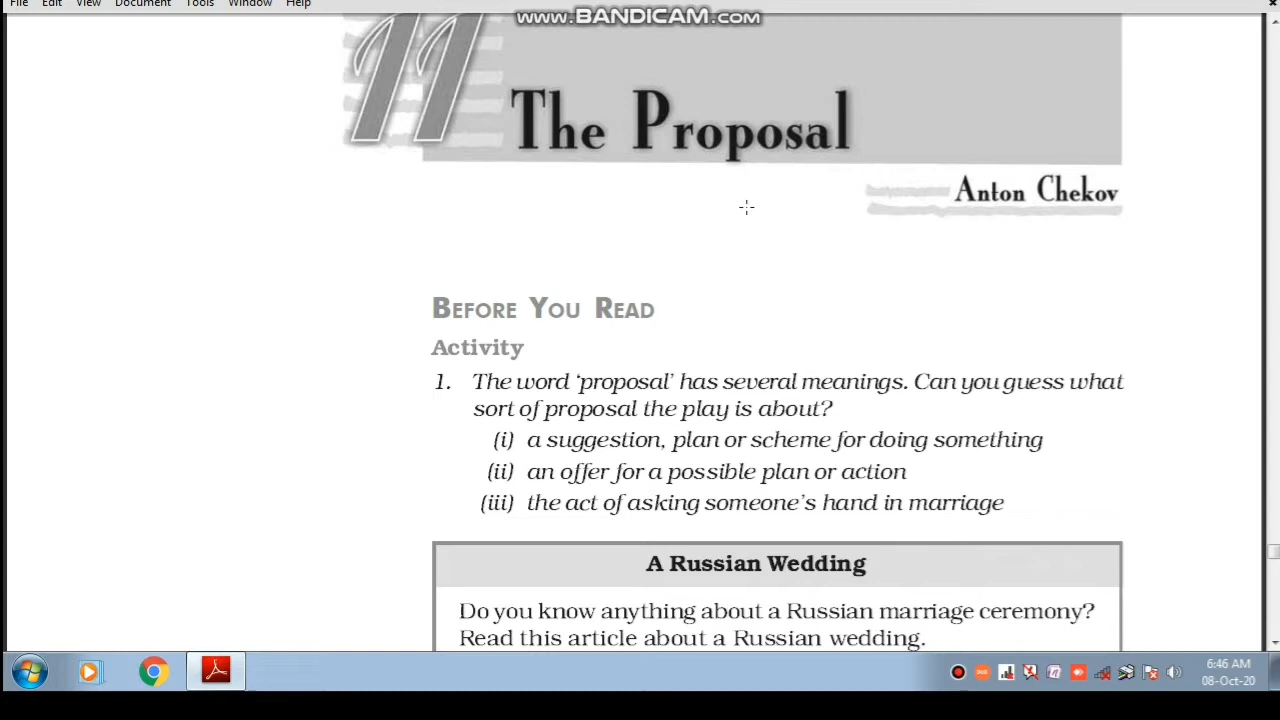 File Edit View Document Tools Window Help
www.BANDICAM.com
11
The Proposal
Anton Chekov
BEFORE YOU READ
Activity
1. The word ‘proposal’ has several meanings. Can you guess what
sort of proposal the play is about?
(i) a suggestion, plan or scheme for doing something
(ii) an offer for a possible plan or action
(iii) the act of asking someone’s hand in marriage
A Russian Wedding
Do you know anything about a Russian marriage ceremony?
Read this article about a Russian wedding.
6:46 AM
08-Oct-20